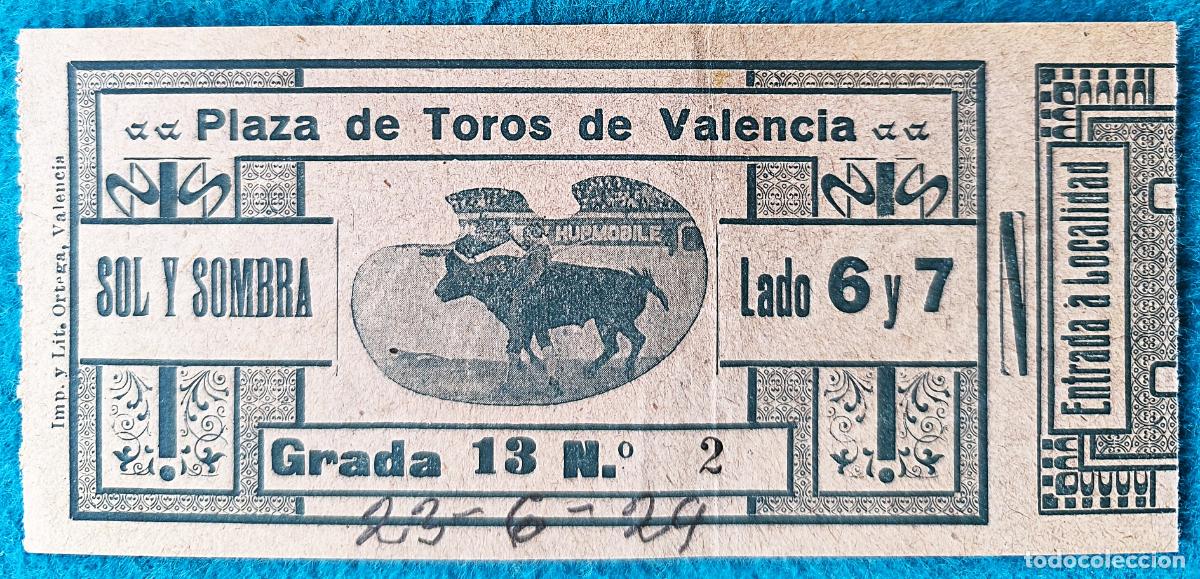 Plaza de Toros de Valencia
HUPMOBILE
SOL Y SOMBRA
Lado 6 y 7
Grada 13 N.º 2
23-6-29
Imp. y Lit. Ortega, Valencia
Entrada à Localidad
todocoleccion